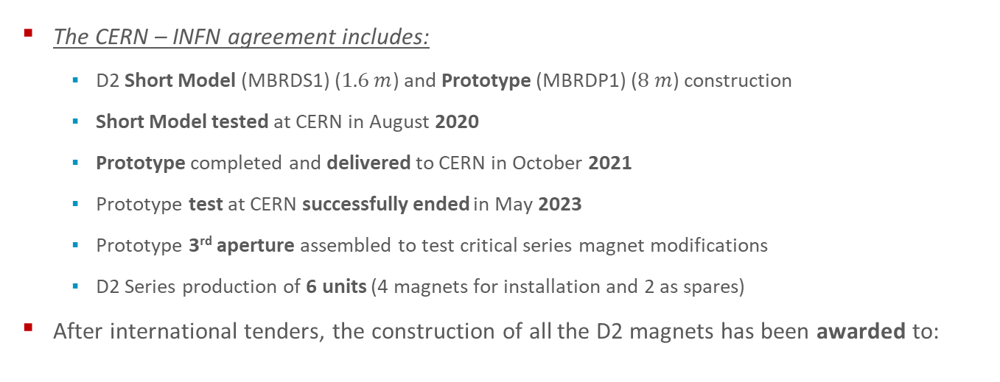 The CERN – INFN agreement includes:
D2 Short Model (MBRDS1) (1.6 m) and Prototype (MBRDP1) (8 m) construction
Short Model tested at CERN in August 2020
Prototype completed and delivered to CERN in October 2021
Prototype test at CERN successfully ended in May 2023
Prototype 3rd aperture assembled to test critical series magnet modifications
D2 Series production of 6 units (4 magnets for installation and 2 as spares)
After international tenders, the construction of all the D2 magnets has been awarded to: